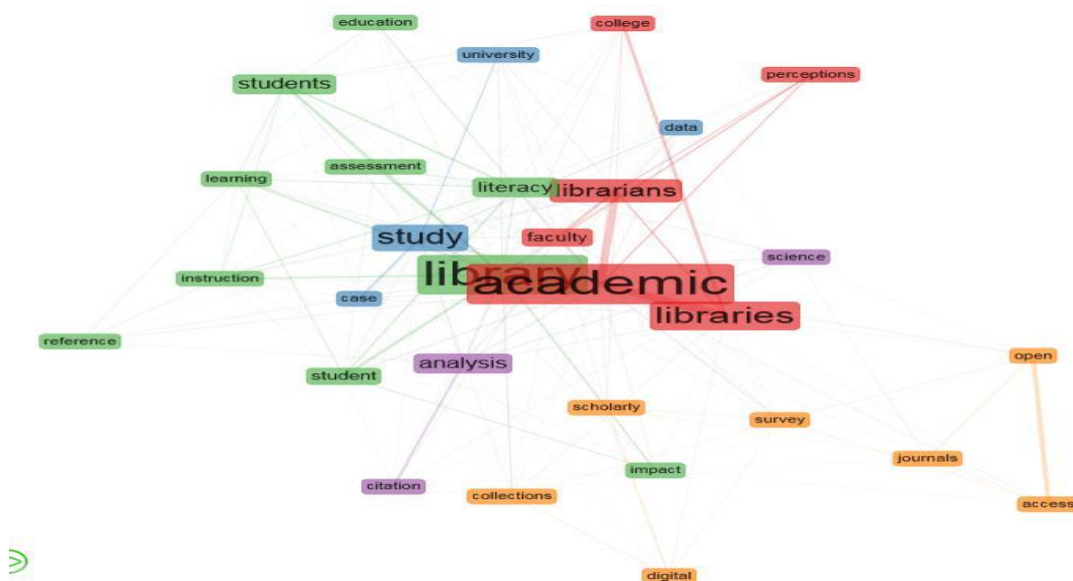 education
college
university
perceptions
students
data
assessment
learning
literacy
librarians
study
faculty
science
library
academic
instruction
case
libraries
reference
open
analysis
student
scholarly
survey
journals
impact
citation
collections
access
digital